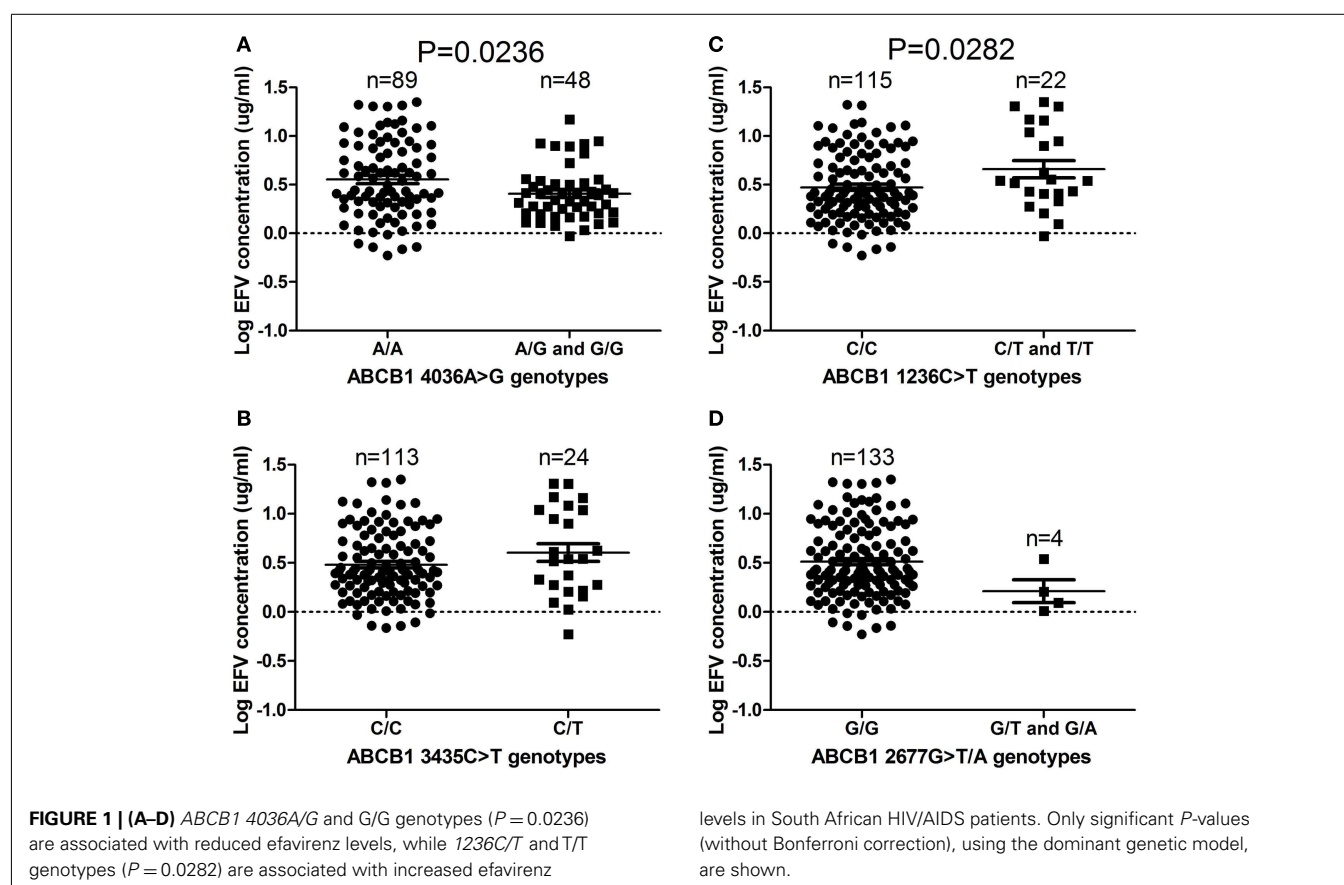 A
P=0.0236
n=89
n=48
Log EFV concentration (ug/ml)
1.5
1.0
0.5
0.0
-0.5
-1.0
A/A
A/G and G/G
ABCB1 4036A>G genotypes
C
P=0.0282
n=115
n=22
Log EFV concentration (ug/ml)
1.5
1.0
0.5
0.0
-0.5
-1.0
C/C
C/T and T/T
ABCB1 1236C>T genotypes
B
n=113
n=24
Log EFV concentration (ug/ml)
1.5
1.0
0.5
0.0
-0.5
-1.0
C/C
C/T
ABCB1 3435C>T genotypes
D
n=133
n=4
Log EFV concentration (ug/ml)
1.5
1.0
0.5
0.0
-0.5
-1.0
G/G
G/T and G/A
ABCB1 2677G>T/A genotypes
FIGURE 1 | (A–D) ABCB1 4036A/G and G/G genotypes (P = 0.0236)
are associated with reduced efavirenz levels, while 1236C/T and T/T
genotypes (P = 0.0282) are associated with increased efavirenz
levels in South African HIV/AIDS patients. Only significant P-values
(without Bonferroni correction), using the dominant genetic model,
are shown.